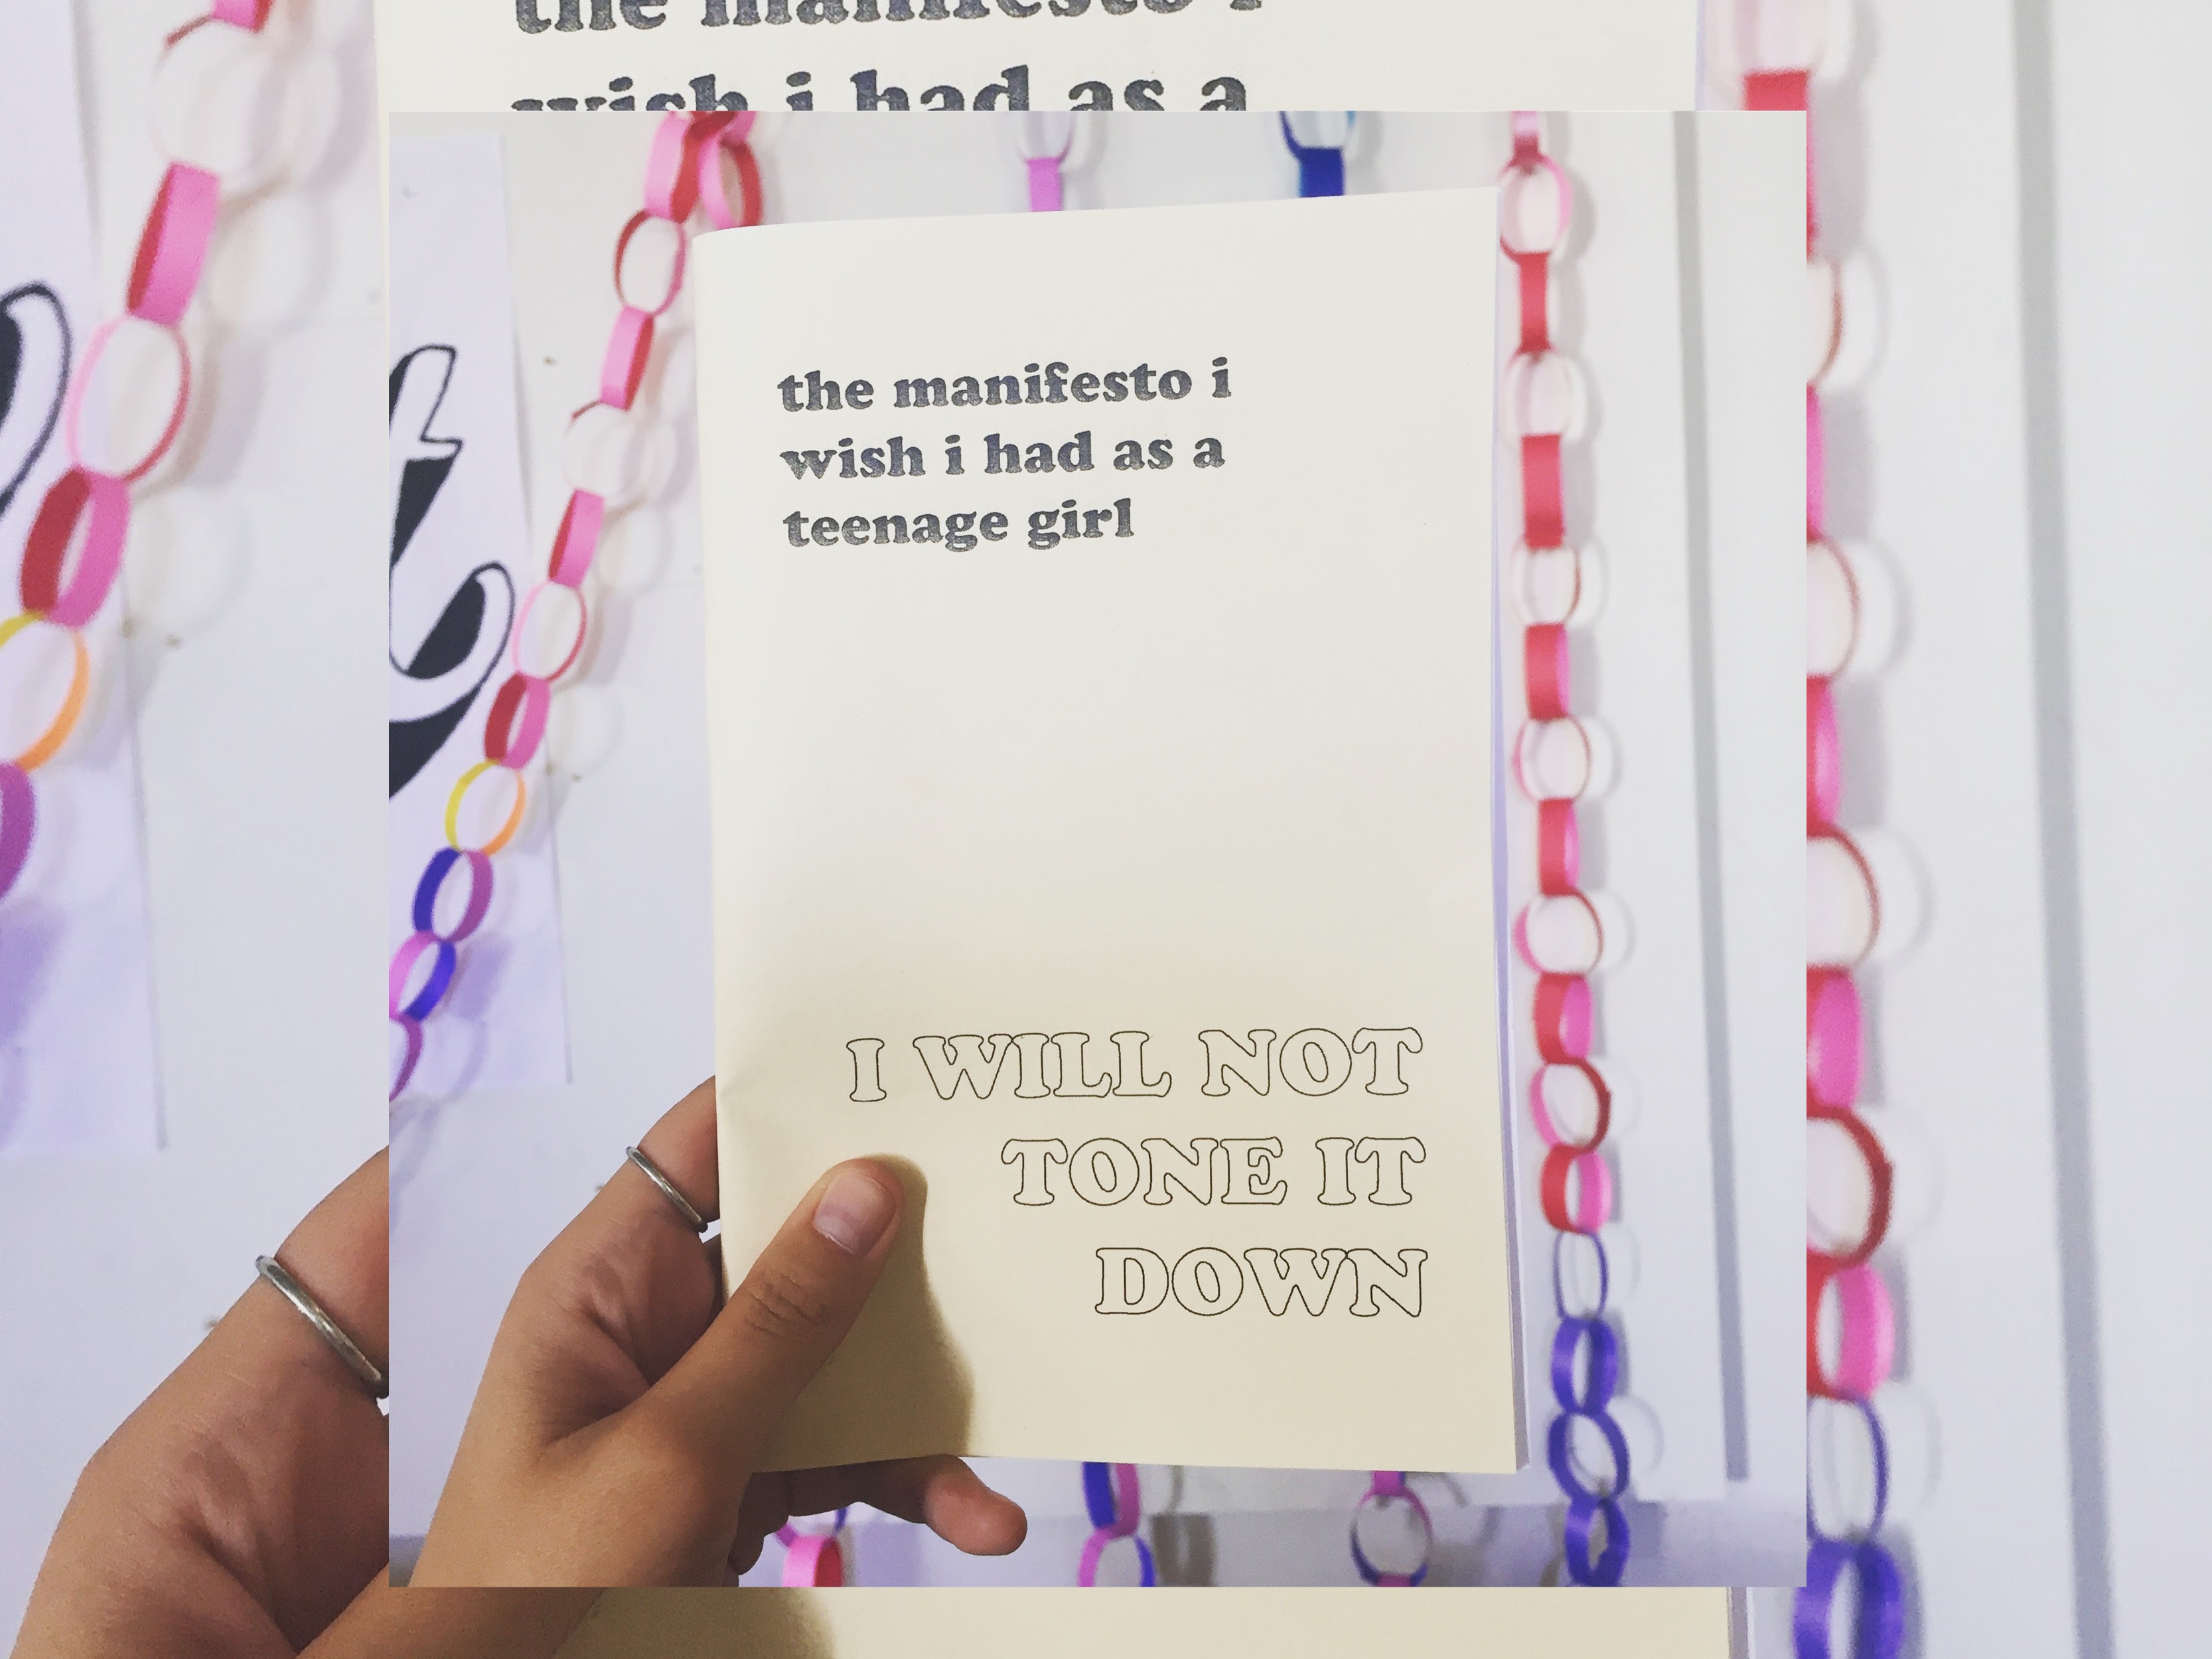 the manifesto i
wish i had as a
the manifesto i
wish i had as a
teenage girl
I WILL NOT
TONE IT
DOWN